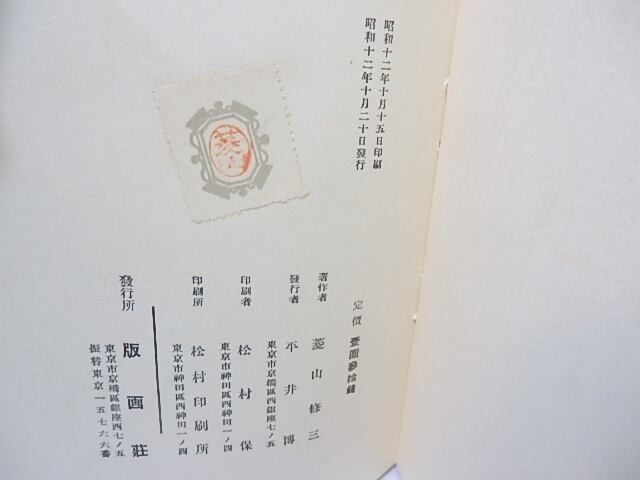 昭和十二年十月十五日印刷
昭和十二年十月二十日發行
菱山
定價 壹圓參拾錢
著作者 菱山修三
發行者 平井博
東京市京橋區西銀座七ノ五
印刷者 松村保
東京市神田區西神田一ノ四
印刷所 松村印刷所
東京市神田區西神田一ノ四
發行所 版畫莊
東京市京橋區銀座西七ノ五
振替東京一五七六六番